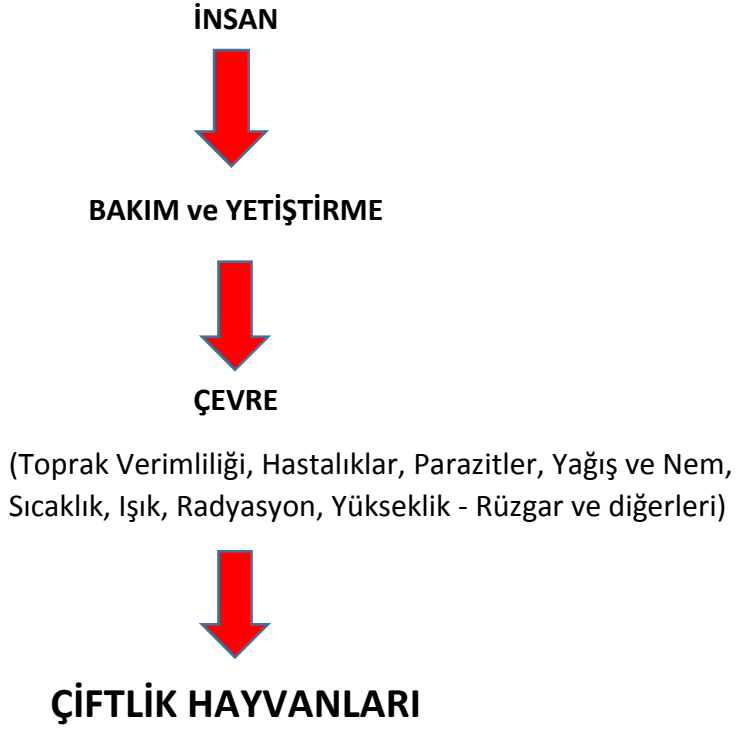 İNSAN
BAKIM ve YETİŞTİRME
ÇEVRE
(Toprak Verimliliği, Hastalıklar, Parazitler, Yağış ve Nem,
Sıcaklık, Işık, Radyasyon, Yükseklik - Rüzgar ve diğerleri)
ÇİFTLİK HAYVANLARI